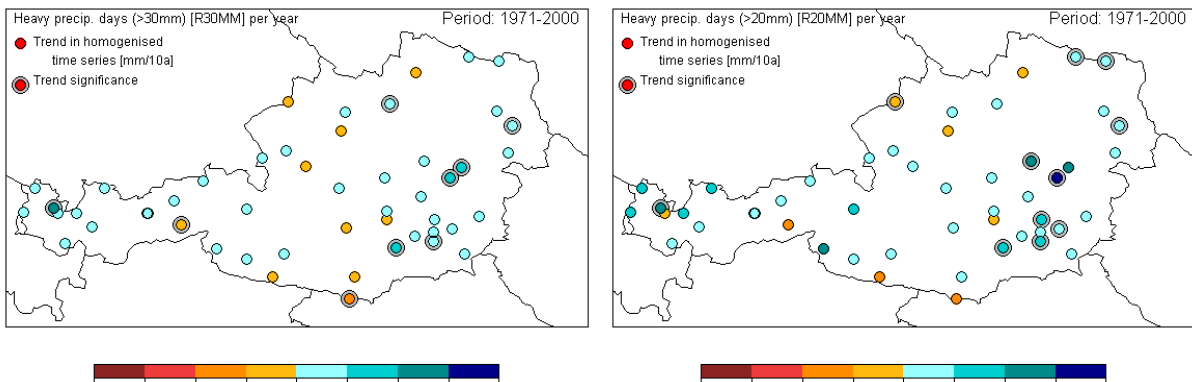 Heavy precip. days (>30mm) [R30MM] per year
Period: 1971-2000
Trend in homogenised
time series [mm/10a]
Trend significance
Heavy precip. days (>20mm) [R20MM] per year
Period: 1971-2000
Trend in homogenised
time series [mm/10a]
Trend significance